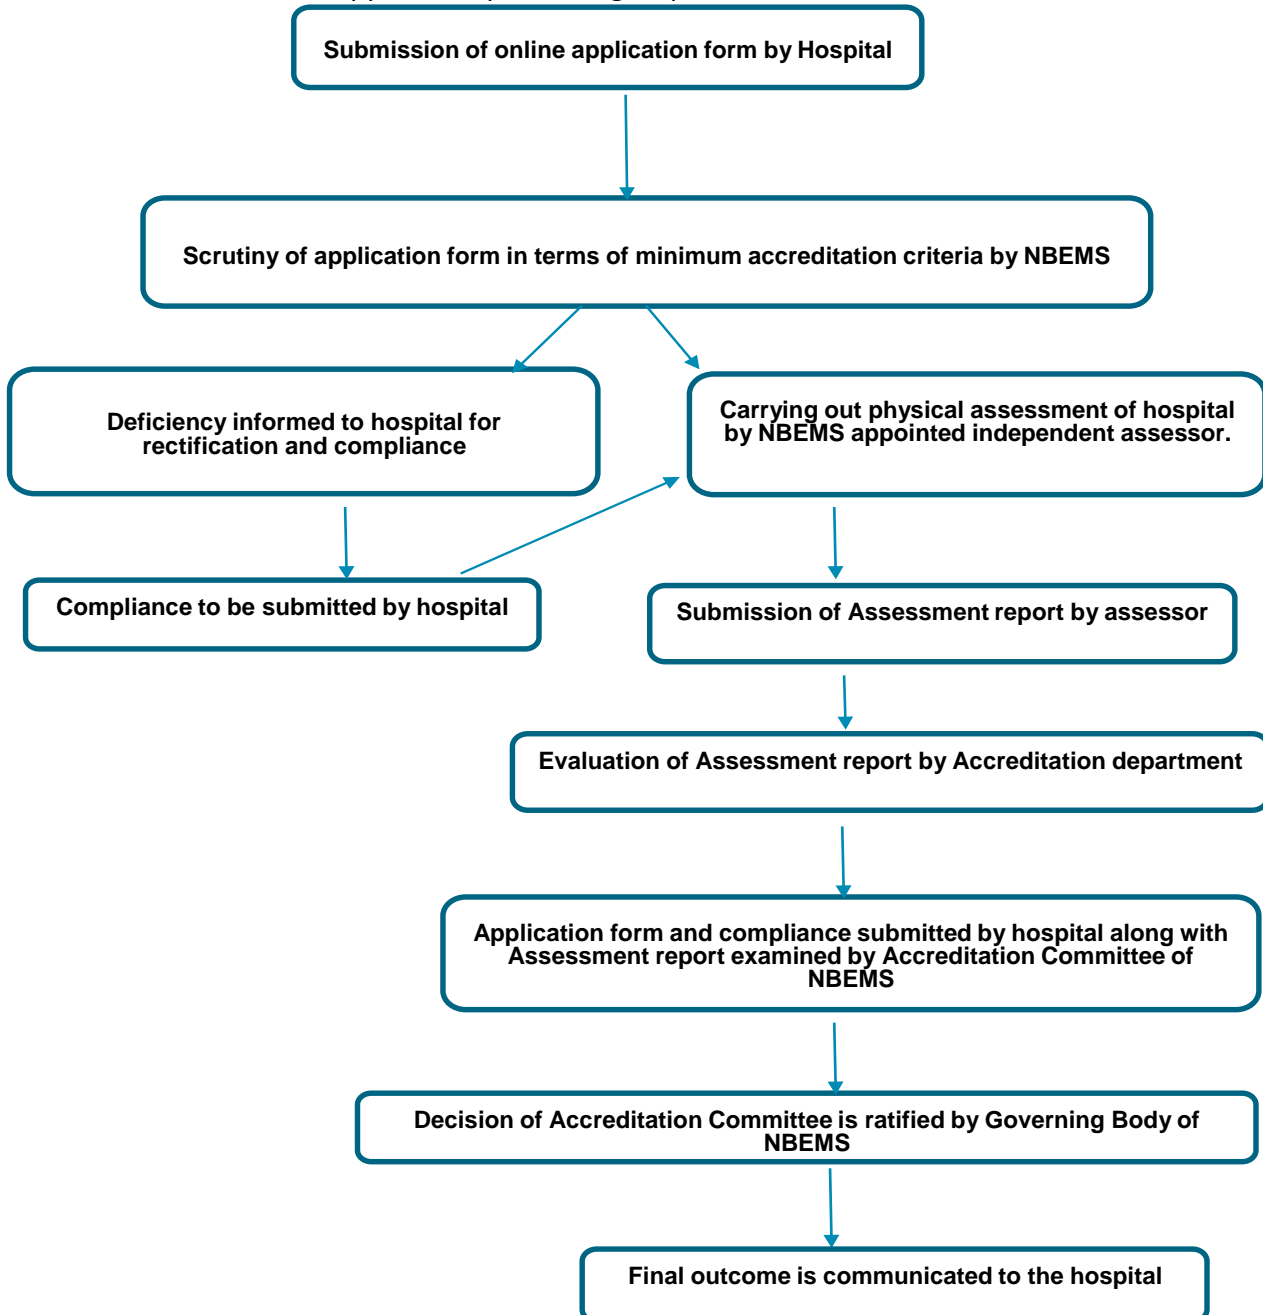 Submission of online application form by Hospital
Scrutiny of application form in terms of minimum accreditation criteria by NBEMS
Deficiency informed to hospital for
rectification and compliance
Carrying out physical assessment of hospital
by NBEMS appointed independent assessor.
Compliance to be submitted by hospital
Submission of Assessment report by assessor
Evaluation of Assessment report by Accreditation department
Application form and compliance submitted by hospital along with
Assessment report examined by Accreditation Committee of
NBEMS
Decision of Accreditation Committee is ratified by Governing Body of
NBEMS
Final outcome is communicated to the hospital